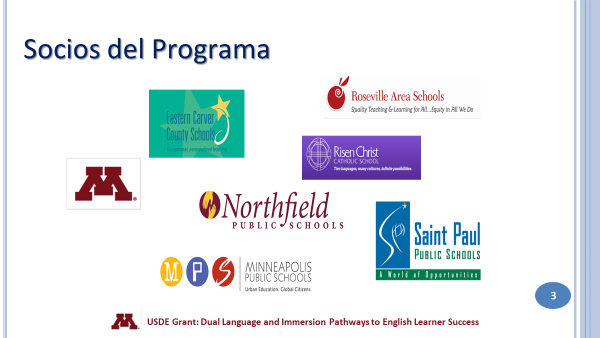 Socios del Programa
Eastern Carver
County Schools
Roseville Area Schools
Quality Teaching & Learning for All...Equity in All We Do
Risen Christ
CATHOLIC SCHOOL
Two languages, many cultures, infinite possibilities.
M
Northfield
PUBLIC SCHOOLS
Saint Paul
PUBLIC SCHOOLS
A World of Opportunities
M P S
MINNEAPOLIS
PUBLIC SCHOOLS
Urban Education. Global Citizens.
3
M USDE Grant: Dual Language and Immersion Pathways to English Learner Success